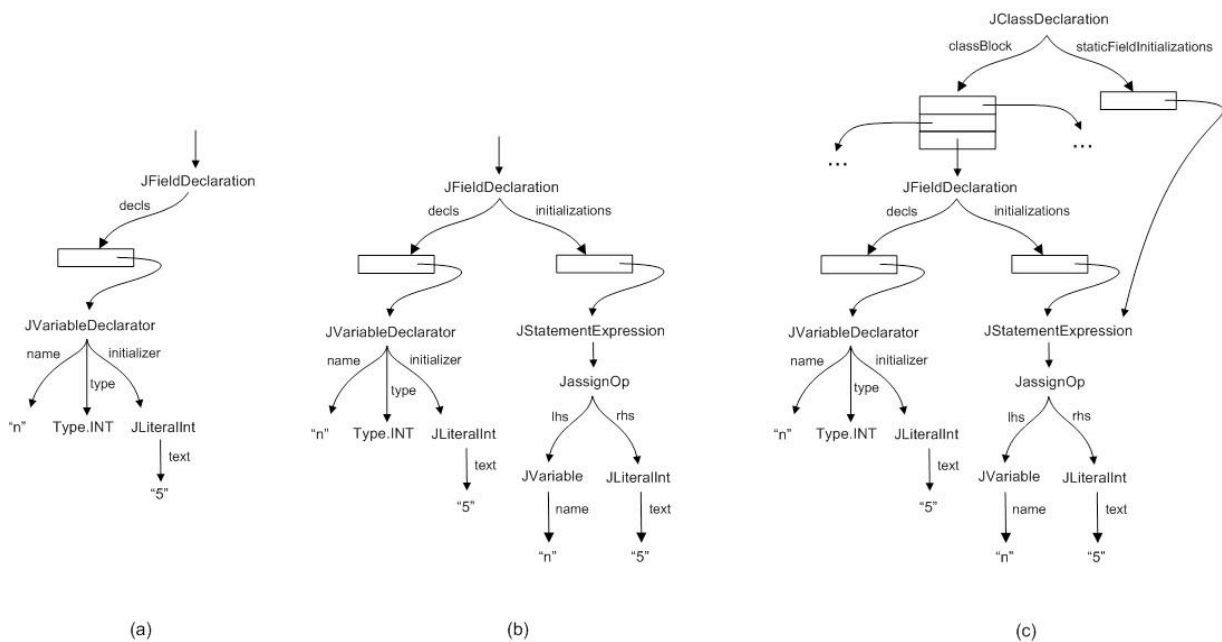 JClassDeclaration
classBlock staticFieldInitializations
... ...
JFieldDeclaration
decls
JVariableDeclarator
name initializer
type
“n” Type.INT JLiteralInt
text
“5”
(a)
JFieldDeclaration
decls initializations
JVariableDeclarator JStatementExpression
name initializer
type
JassignOp
“n” Type.INT JLiteralInt
lhs rhs
text
JVariable JLiteralInt
“5”
name text
“n” “5”
(b)
JFieldDeclaration
decls initializations
JVariableDeclarator JStatementExpression
name initializer
type
JassignOp
“n” Type.INT JLiteralInt
lhs rhs
text
JVariable JLiteralInt
“5”
name text
“n” “5”
(c)